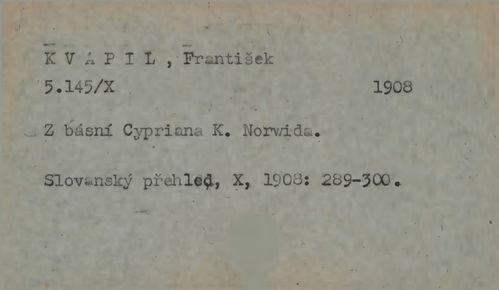 K V A P I L , František
5.145/X 1908
Z básní Cypriana K. Norwida.
Slovanský přehled, X, 1908: 289-300.